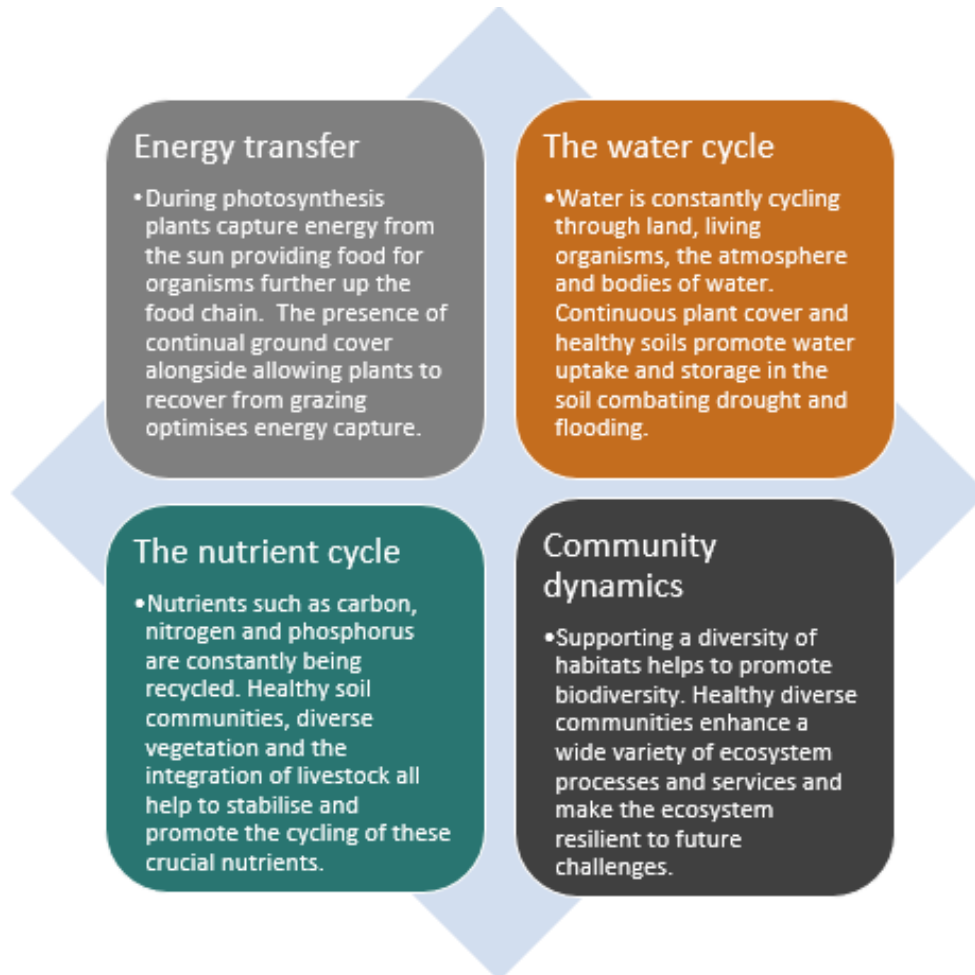 Energy transfer
•During photosynthesis
plants capture energy from
the sun providing food for
organisms further up the
food chain.  The presence of
continual ground cover
alongside allowing plants to
recover from grazing
optimises energy capture.
The water cycle
•Water is constantly cycling
through land, living
organisms, the atmosphere
and bodies of water.
Continuous plant cover and
healthy soils promote water
uptake and storage in the
soil combating drought and
flooding.
The nutrient cycle
•Nutrients such as carbon,
nitrogen and phosphorus
are constantly being
recycled. Healthy soil
communities, diverse
vegetation and the
integration of livestock all
help to stabilise and
promote the cycling of these
crucial nutrients.
Community
dynamics
•Supporting a diversity of
habitats helps to promote
biodiversity. Healthy diverse
communities enhance a
wide variety of ecosystem
processes and services and
make the ecosystem
resilient to future
challenges.